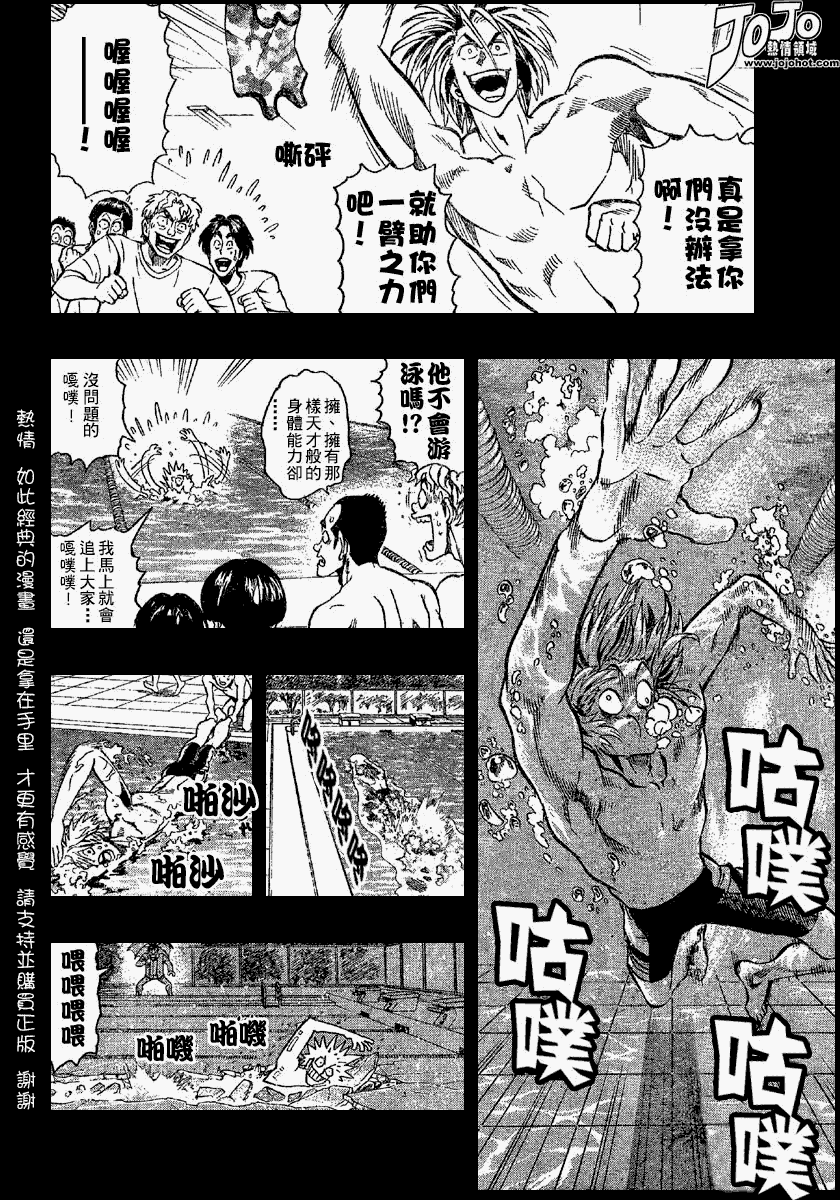 JOJO
熱情領域
www.jojohot.com
真是拿你
們沒辦法
啊！
就助你們
一臂之力
吧！
嘶砰
喔喔喔喔
——！
咕噗
咕噗
咕噗
他不會游
泳嗎!?
擁、擁有那
樣天才般的
身體能力卻
……
沒問題的
嘎噗！
我馬上就會
追上大家…
嘎噗噗！
咚咚咚咚咚
啪沙
啪沙
喂喂喂喂
啪嘰
啪嘰
熱情 如此經典的漫畫 還是拿在手里 才更有感覺 請支持並購買正版 謝謝